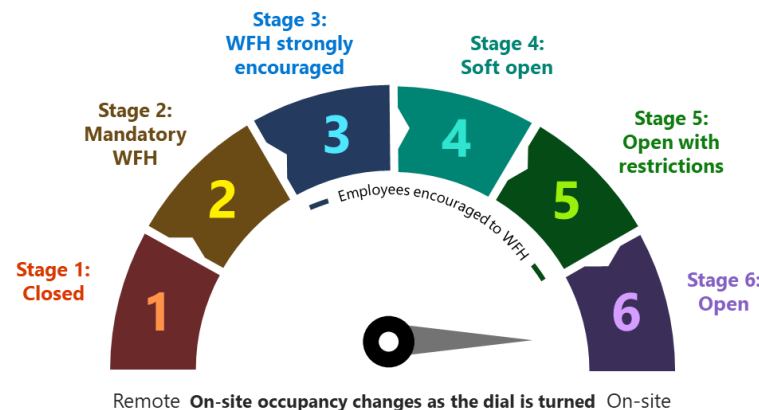 Stage 3:
WFH strongly
encouraged
Stage 4:
Soft open
Stage 2:
Mandatory
WFH
Stage 5:
Open with
restrictions
Stage 1:
Closed
Stage 6:
Open
1
2
3
4
5
6
Employees encouraged to WFH
Remote On-site occupancy changes as the dial is turned On-site